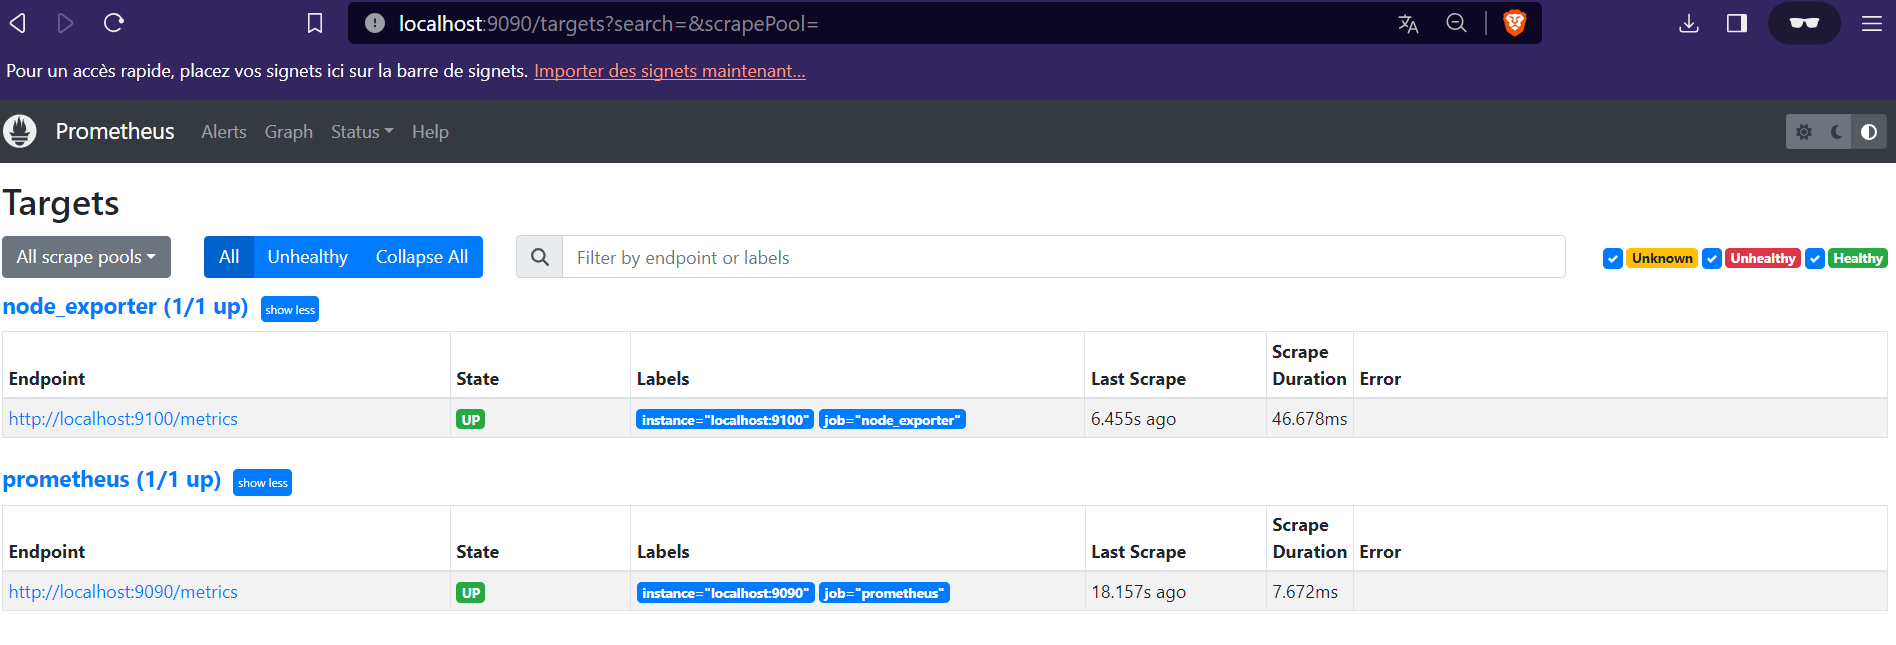 localhost:9090/targets?search=&scrapePool=
Pour un accès rapide, placez vos signets ici sur la barre de signets. Importer des signets maintenant...
Prometheus Alerts Graph Status Help
Targets
All scrape pools All Unhealthy Collapse All Filter by endpoint or labels Unknown Unhealthy Healthy
node_exporter (1/1 up) show less
Endpoint State Labels Last Scrape Scrape Duration Error
http://localhost:9100/metrics UP instance="localhost:9100" job="node_exporter" 6.455s ago 46.678ms
prometheus (1/1 up) show less
Endpoint State Labels Last Scrape Scrape Duration Error
http://localhost:9090/metrics UP instance="localhost:9090" job="prometheus" 18.157s ago 7.672ms